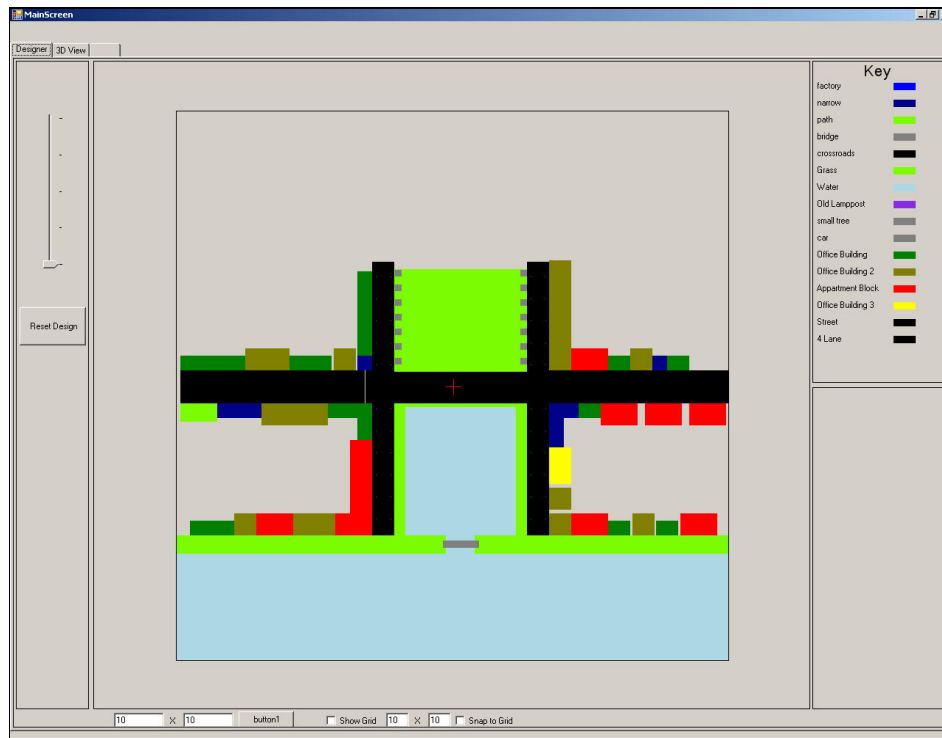 MainScreen
Designer
3D View
Key
factory
narrow
path
bridge
crossroads
Grass
Water
Old Lamppost
small tree
car
Office Building
Office Building 2
Appartment Block
Office Building 3
Street
4 Lane
Reset Design
10 X 10 button1 Show Grid 10 X 10 Snap to Grid